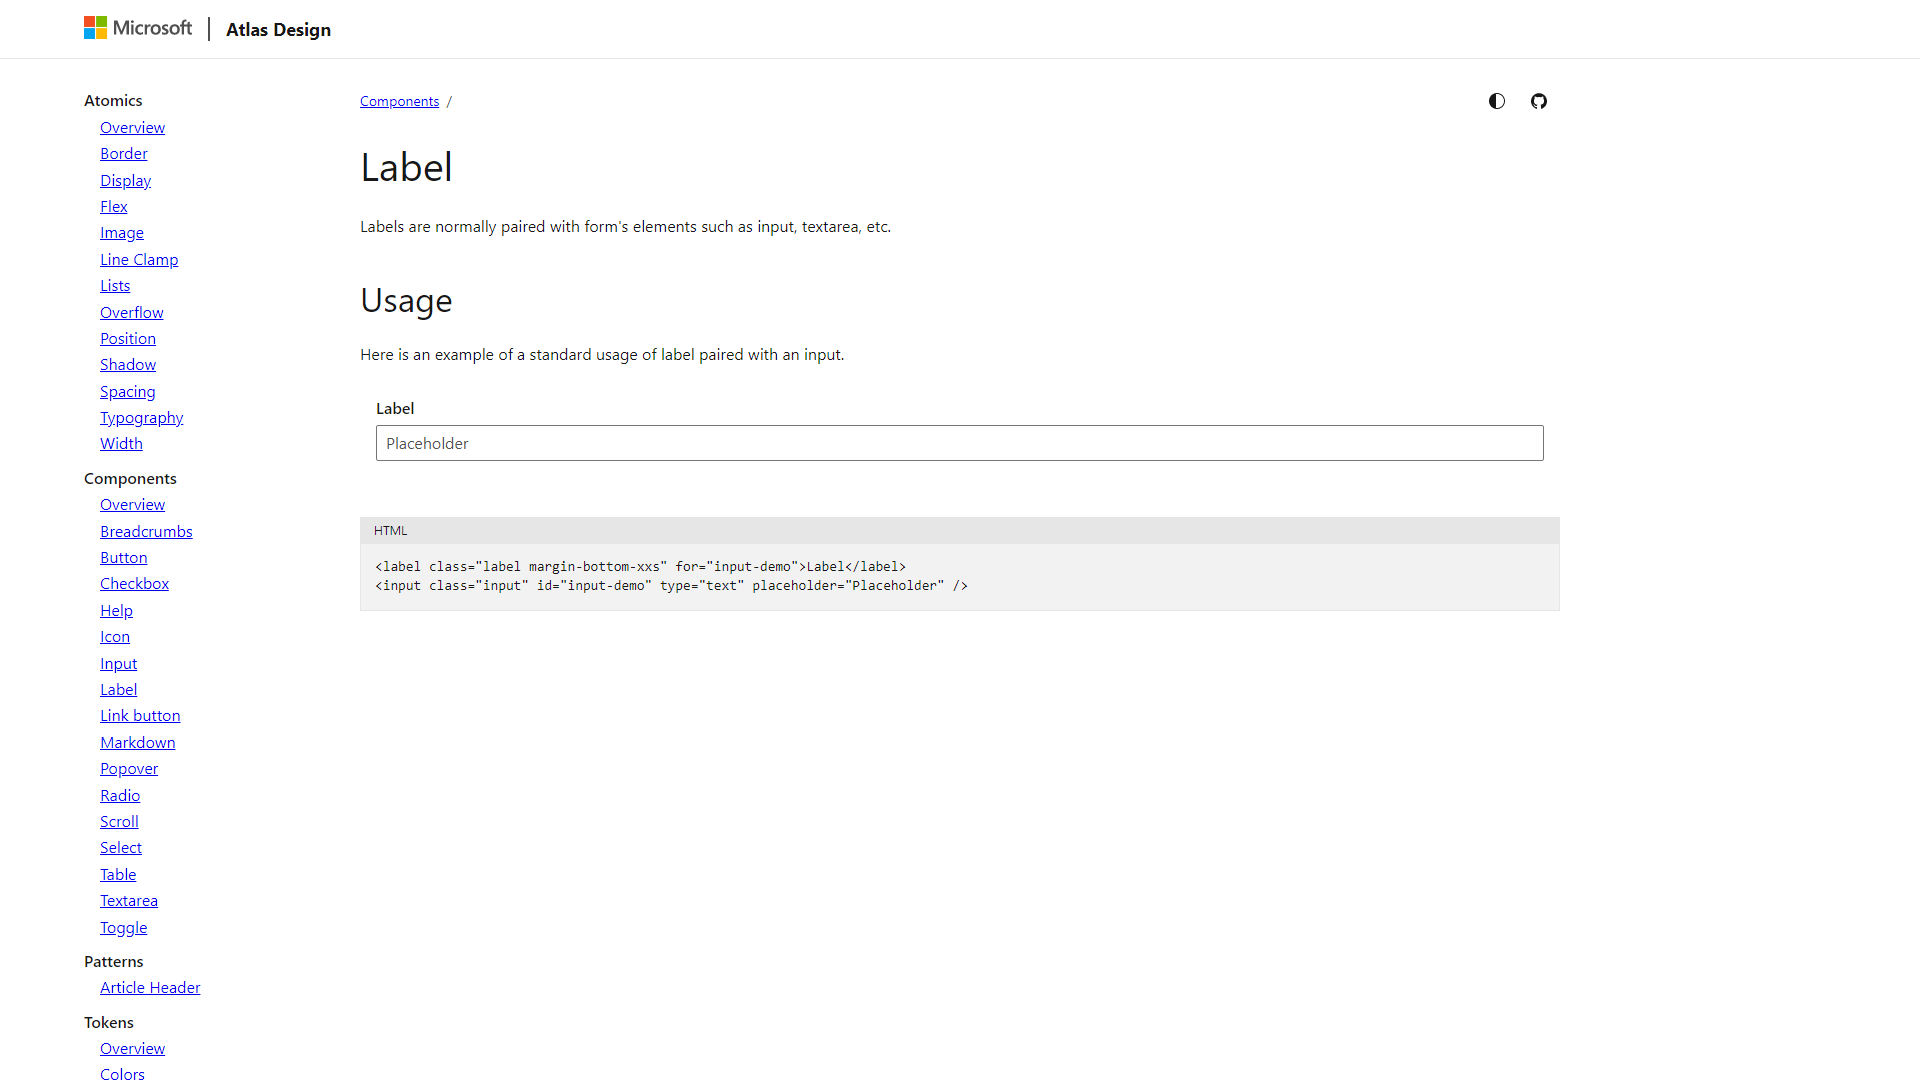 Microsoft
Atlas Design
Atomics
Overview
Border
Display
Flex
Image
Line Clamp
Lists
Overflow
Position
Shadow
Spacing
Typography
Width
Components
Overview
Breadcrumbs
Button
Checkbox
Help
Icon
Input
Label
Link button
Markdown
Popover
Radio
Scroll
Select
Table
Textarea
Toggle
Patterns
Article Header
Tokens
Overview
Colors
Components /
Label
Labels are normally paired with form's elements such as input, textarea, etc.
Usage
Here is an example of a standard usage of label paired with an input.
Label
Placeholder
HTML
<label class="label margin-bottom-xxs" for="input-demo">Label</label>
<input class="input" id="input-demo" type="text" placeholder="Placeholder" />